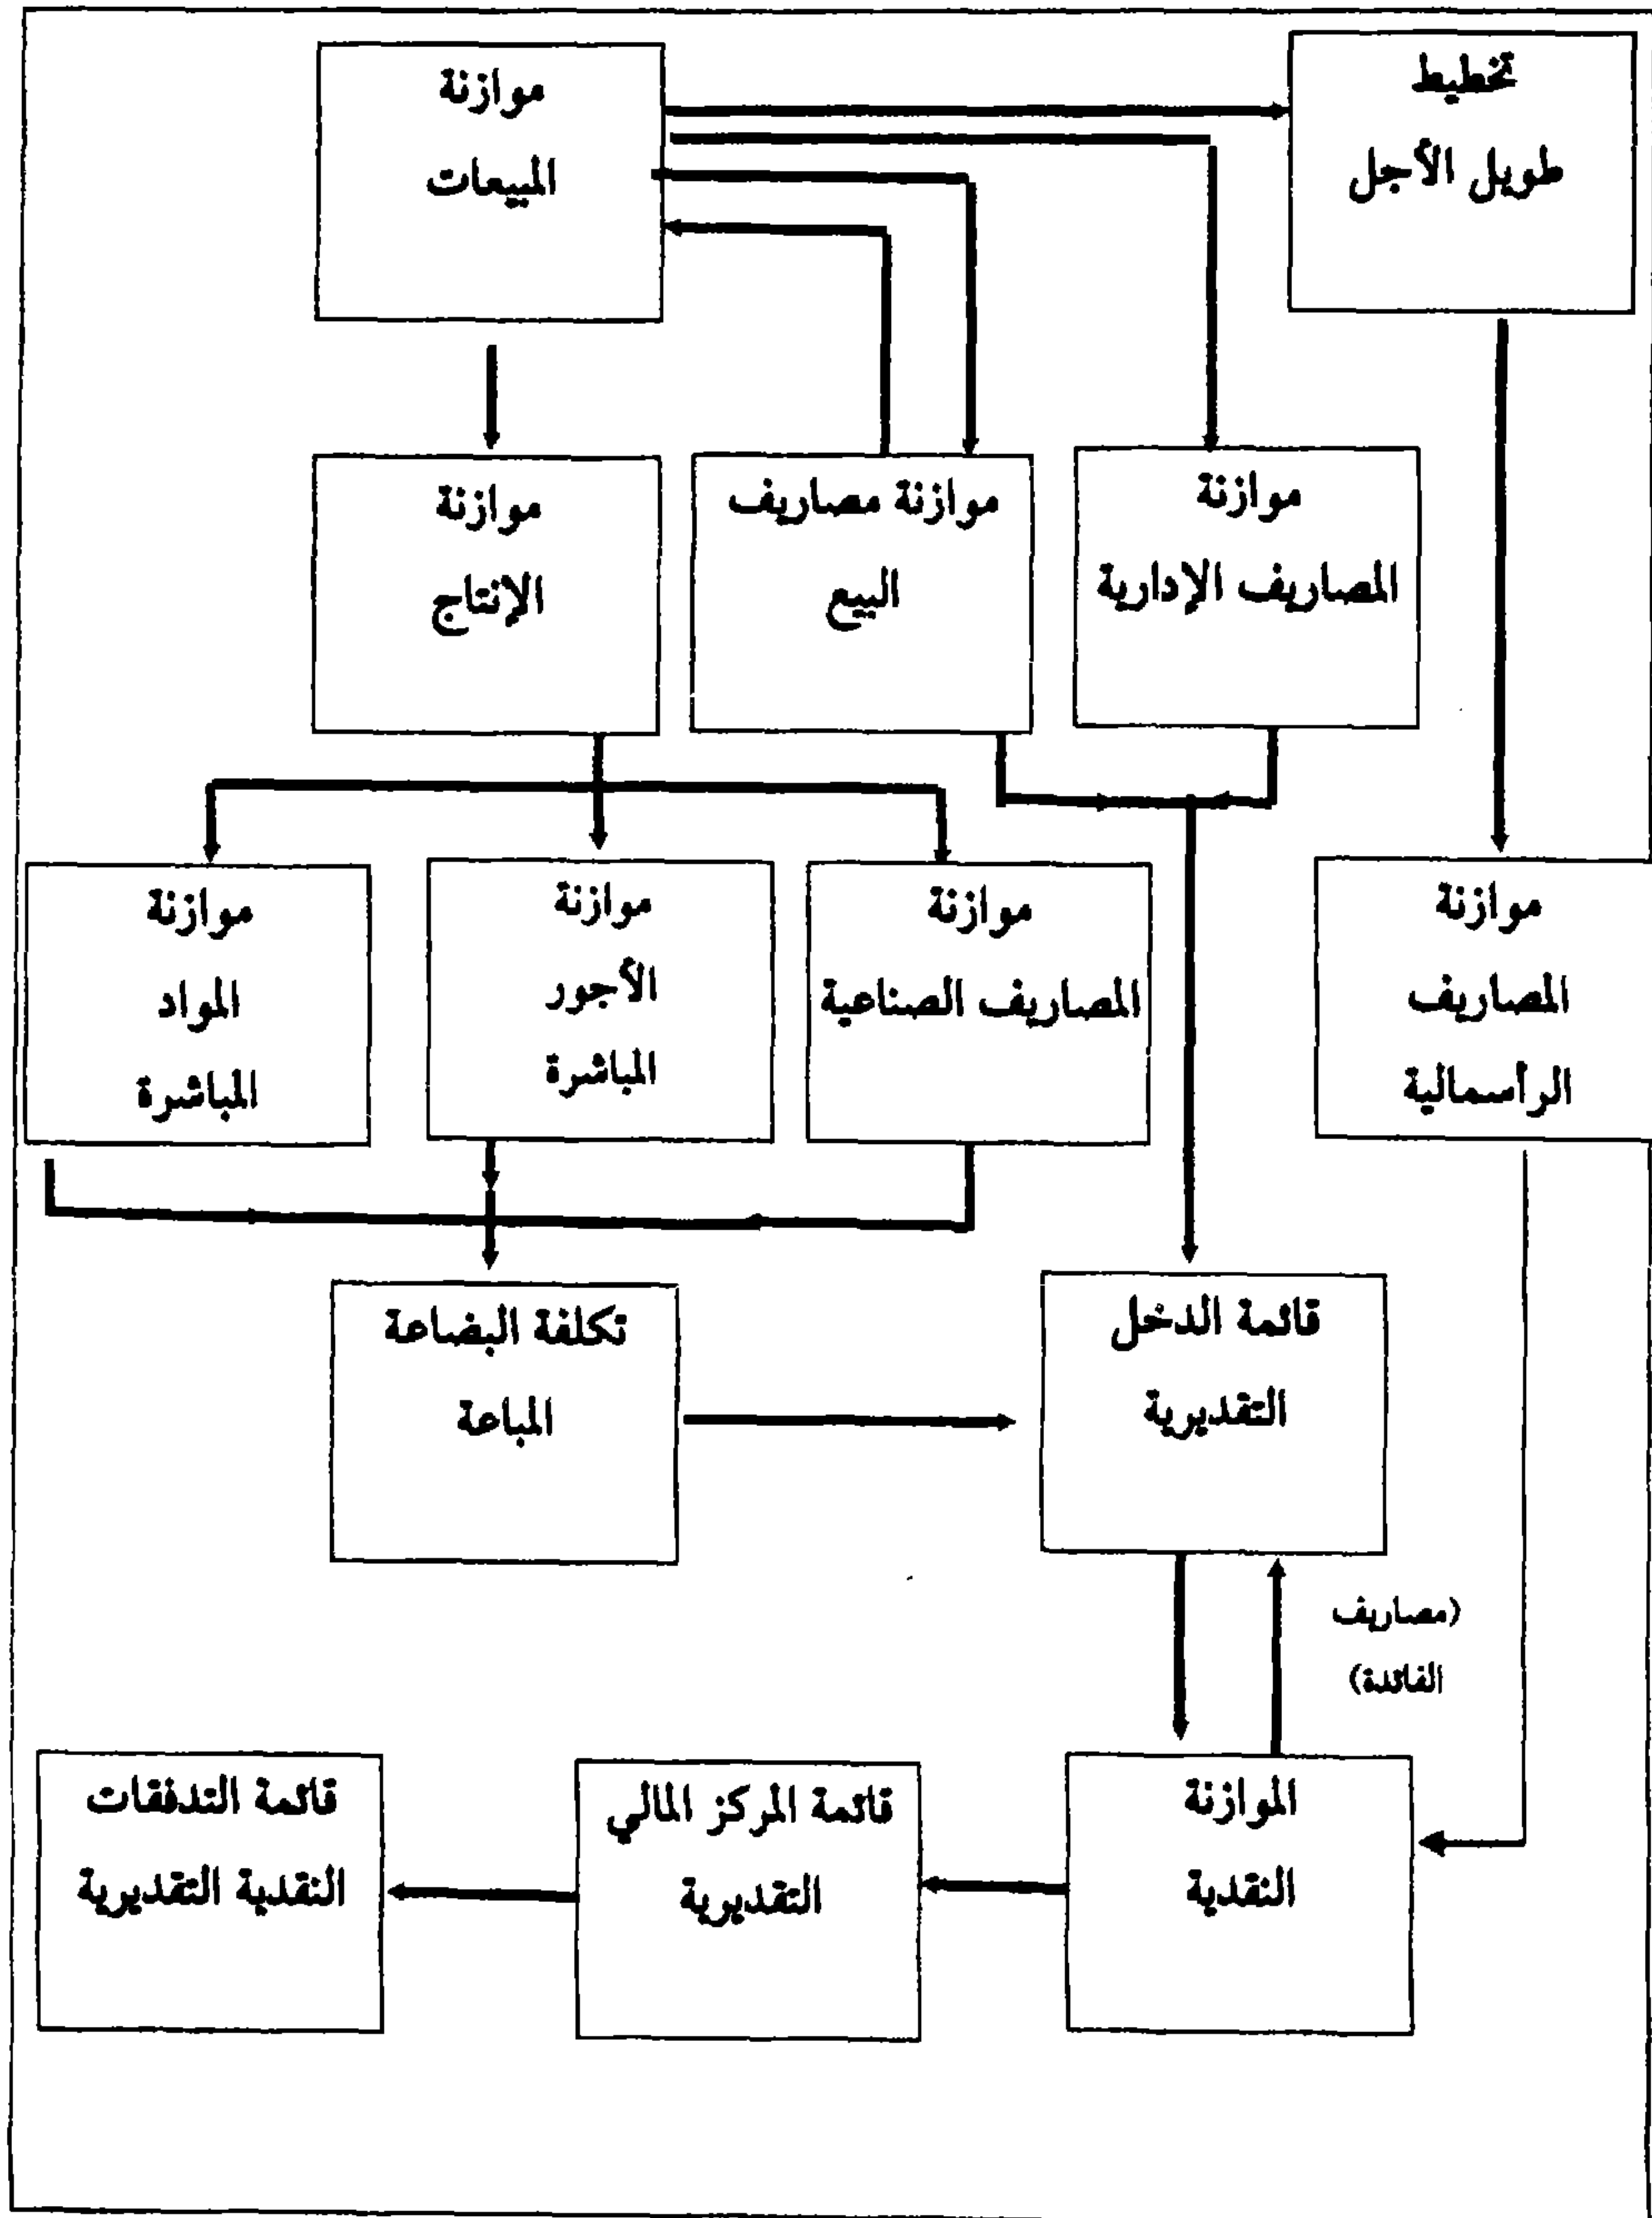 تخطيط
طويل الأجل
موازنة
المبيعات
موازنة
المصاريف الإدارية
موازنة مصاريف
البيع
موازنة
الإنتاج
موازنة
المصاريف
الرأسمالية
موازنة
المصاريف الصناعية
موازنة
الأجور
المباشرة
موازنة
المواد
المباشرة
قائمة الدخل
التقديرية
تكلفة البضاعة
المباعة
(مصاريف
الفائدة)
الموازنة
النقدية
قائمة المركز المالي
التقديرية
قائمة التدفقات
النقدية التقديرية